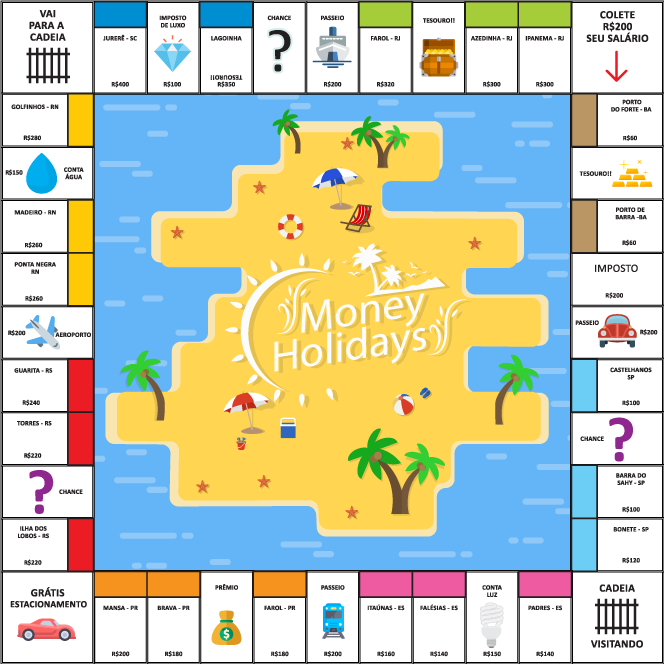 VAI
PARA A
CADEIA
JURERÊ - SC
R$400
IMPOSTO
DE LUXO
R$100
LAGOINHA
TESOURO!!
R$350
CHANCE
?
PASSEIO
R$200
FAROL - RJ
R$320
TESOURO!!
AZEDINHA - RJ
R$300
IPANEMA - RJ
R$300
COLETE
R$200
SEU SALÁRIO
GOLFINHOS - RN
R$280
R$150
CONTA
ÁGUA
MADEIRO - RN
R$260
PONTA NEGRA
RN
R$260
R$200
AEROPORTO
GUARITA - RS
R$240
TORRES - RS
R$220
?
CHANCE
ILHA DOS
LOBOS - RS
R$220
Money
Holidays
PORTO
DO FORTE - BA
R$60
TESOURO!!
PORTO DE
BARRA -BA
R$60
IMPOSTO
R$200
PASSEIO
R$200
CASTELHANOS
SP
R$100
CHANCE
?
BARRA DO
SAHY - SP
R$100
BONETE - SP
R$120
GRÁTIS
ESTACIONAMENTO
MANSA - PR
R$200
BRAVA - PR
R$180
PRÊMIO
$
FAROL - PR
R$180
PASSEIO
R$200
ITAÚNAS - ES
R$160
FALÉSIAS - ES
R$140
CONTA
LUZ
R$150
PADRES - ES
R$140
CADEIA
VISITANDO